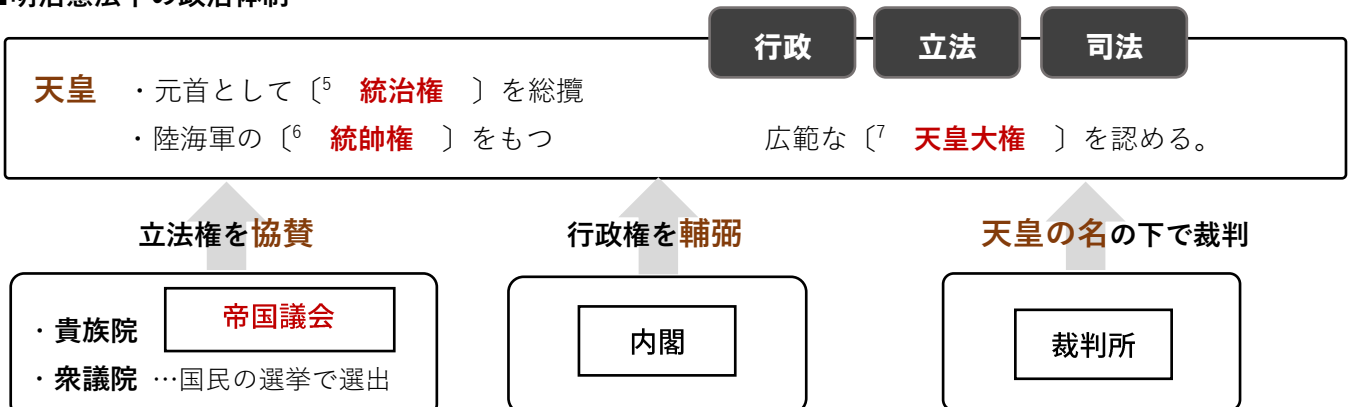 ■明治憲法下の政治体制
行政 立法 司法
天皇 ・元首として〔5 統治権 〕を総攬
・陸海軍の〔6 統帥権 〕をもつ 広範な〔7 天皇大権 〕を認める。
立法権を協賛 行政権を輔弼 天皇の名の下で裁判
帝国議会
・貴族院
・衆議院 …国民の選挙で選出
内閣
裁判所